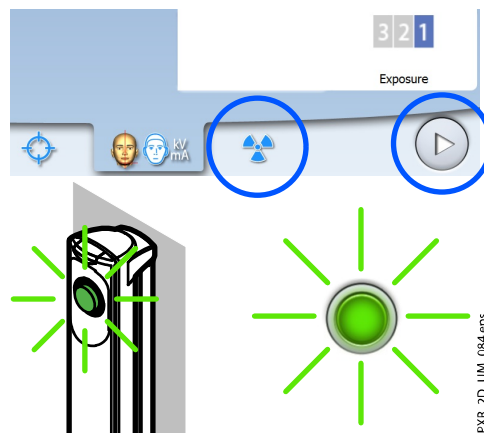 3 2 1
Exposure
kV
mA
PXR_2D_UM_084.eps